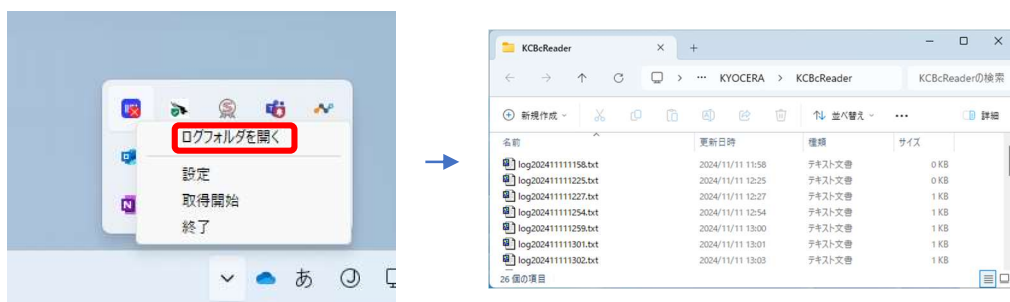 ログフォルダを開く
設定
取得開始
終了
あ
KCBcReader
… KYOCERA > KCBcReader
KCBcReaderの検索
新規作成
並べ替え
…
詳細
名前 更新日時 種類 サイズ
log202411111158.txt 2024/11/11 11:58 テキスト文書 0 KB
log202411111225.txt 2024/11/11 12:25 テキスト文書 0 KB
log202411111227.txt 2024/11/11 12:27 テキスト文書 1 KB
log202411111254.txt 2024/11/11 12:54 テキスト文書 1 KB
log202411111259.txt 2024/11/11 13:00 テキスト文書 1 KB
log202411111301.txt 2024/11/11 13:01 テキスト文書 1 KB
log202411111302.txt 2024/11/11 13:03 テキスト文書 1 KB
26 個の項目